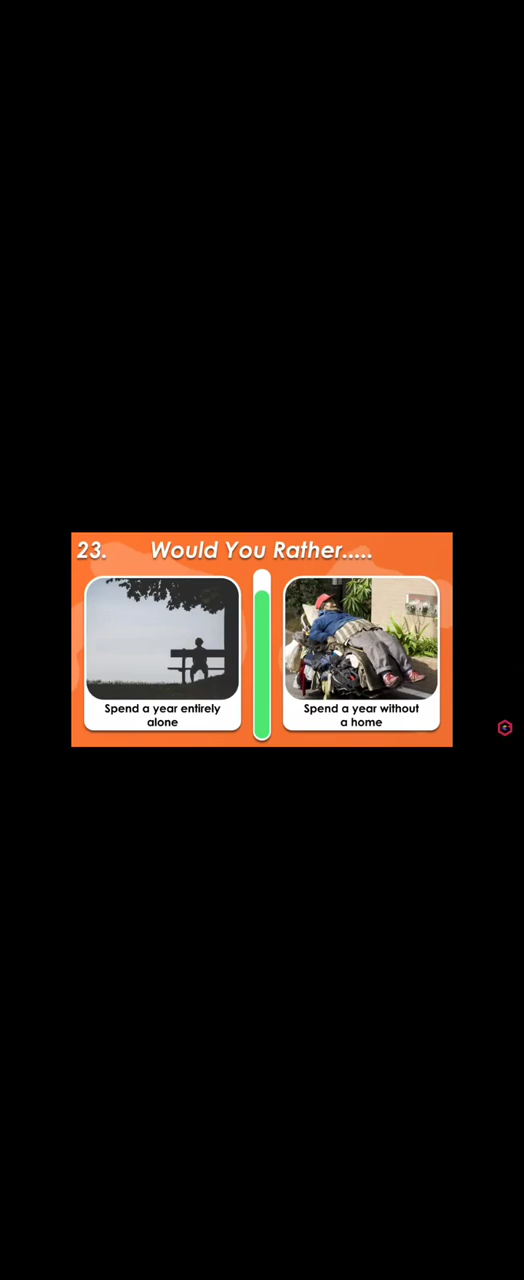 23. Would You Rather.....
Spend a year entirely
alone
Spend a year without
a home